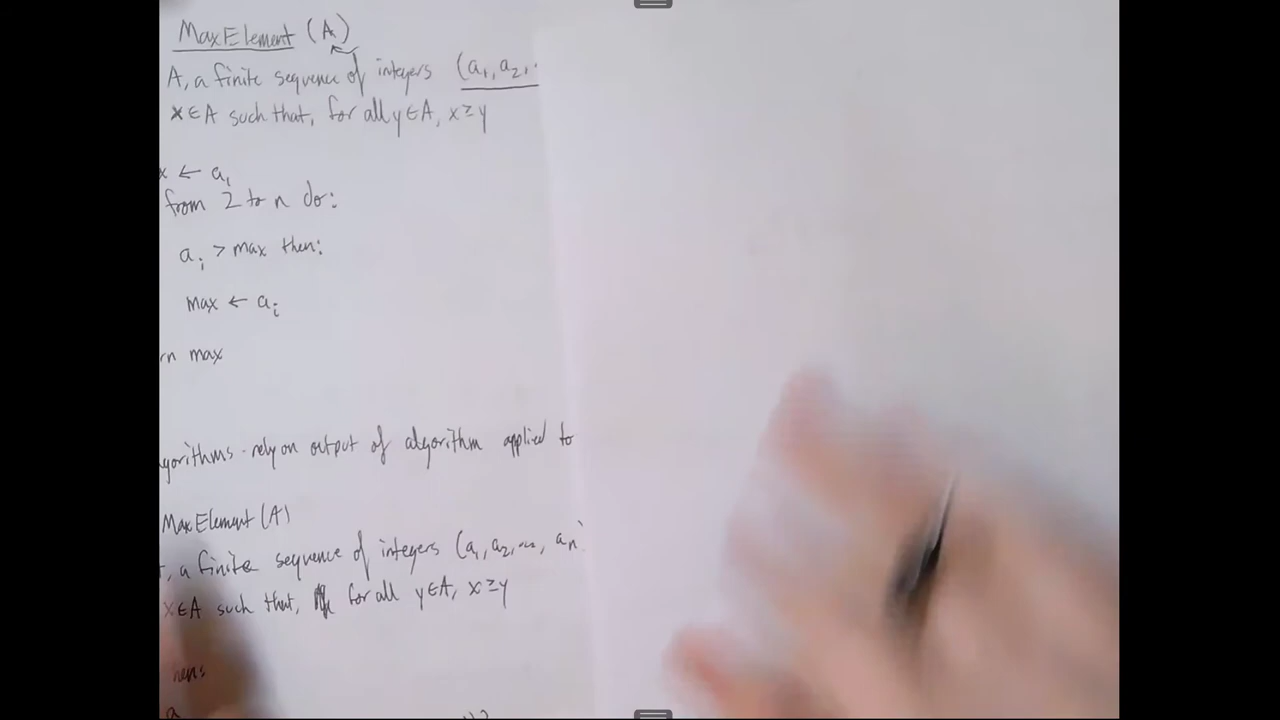 MaxElement (A)
A, a finite sequence of integers (a₁, a₂, .
x ∈ A such that, for all y ∈ A, x ≥ y
x ← a₁
from 2 to n do:
aᵢ > max then:
max ← aᵢ
rn max
gorithms - rely on output of algorithm applied to
MaxElement (A)
, a finite sequence of integers (a₁, a₂, ..., aₙ)
x ∈ A such that, for all y ∈ A, x ≥ y